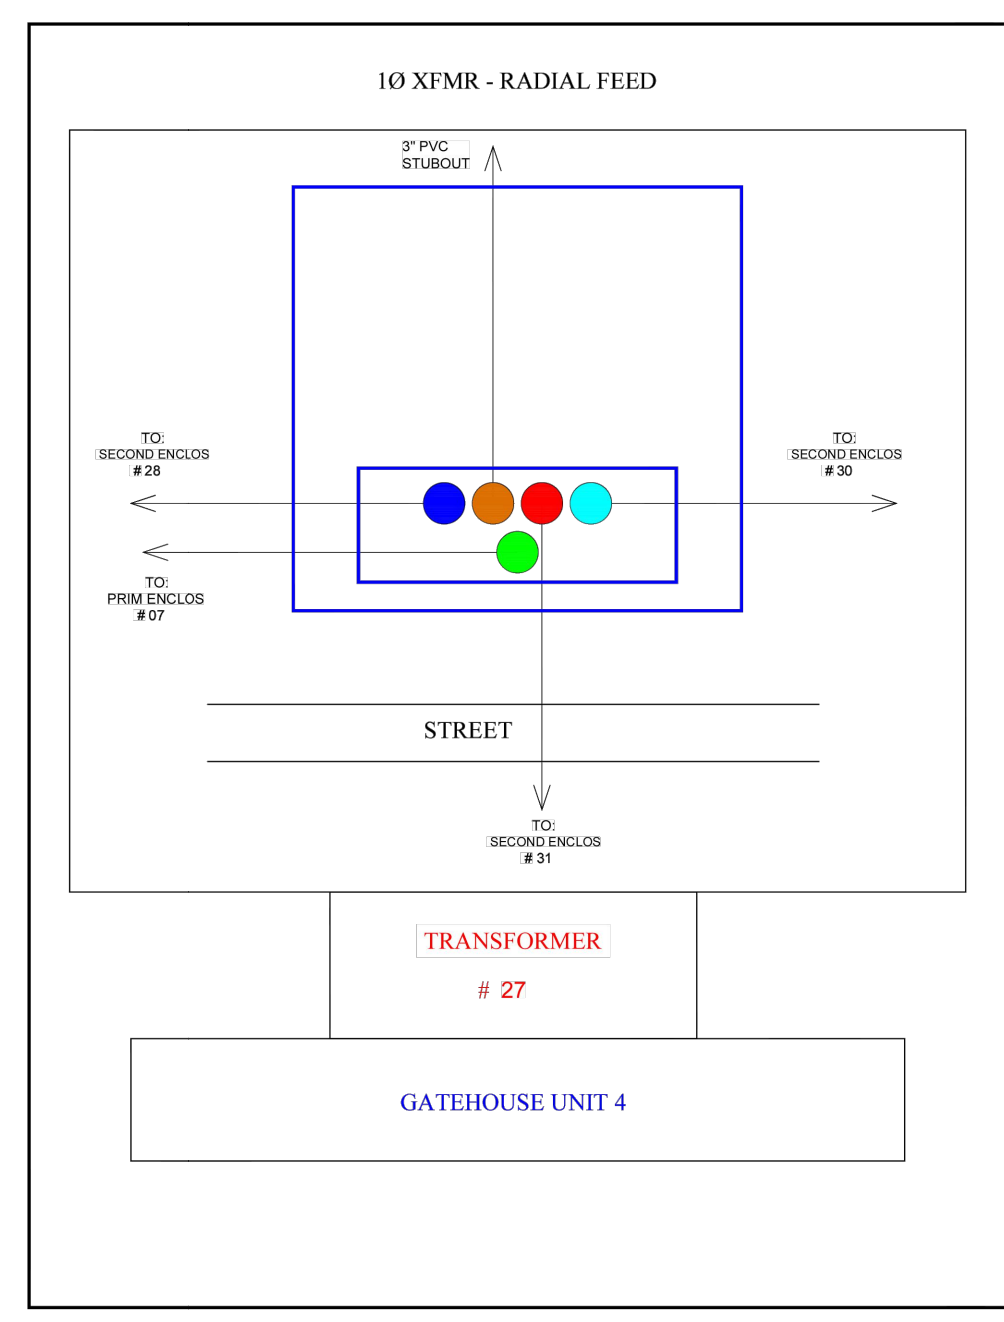 1Ø XFMR - RADIAL FEED
3" PVC
STUBOUT
TO:
SECOND ENCLOS
# 28
TO:
SECOND ENCLOS
# 30
TO:
PRIM ENCLOS
# 07
STREET
TO:
SECOND ENCLOS
# 31
TRANSFORMER
# 27
GATEHOUSE UNIT 4